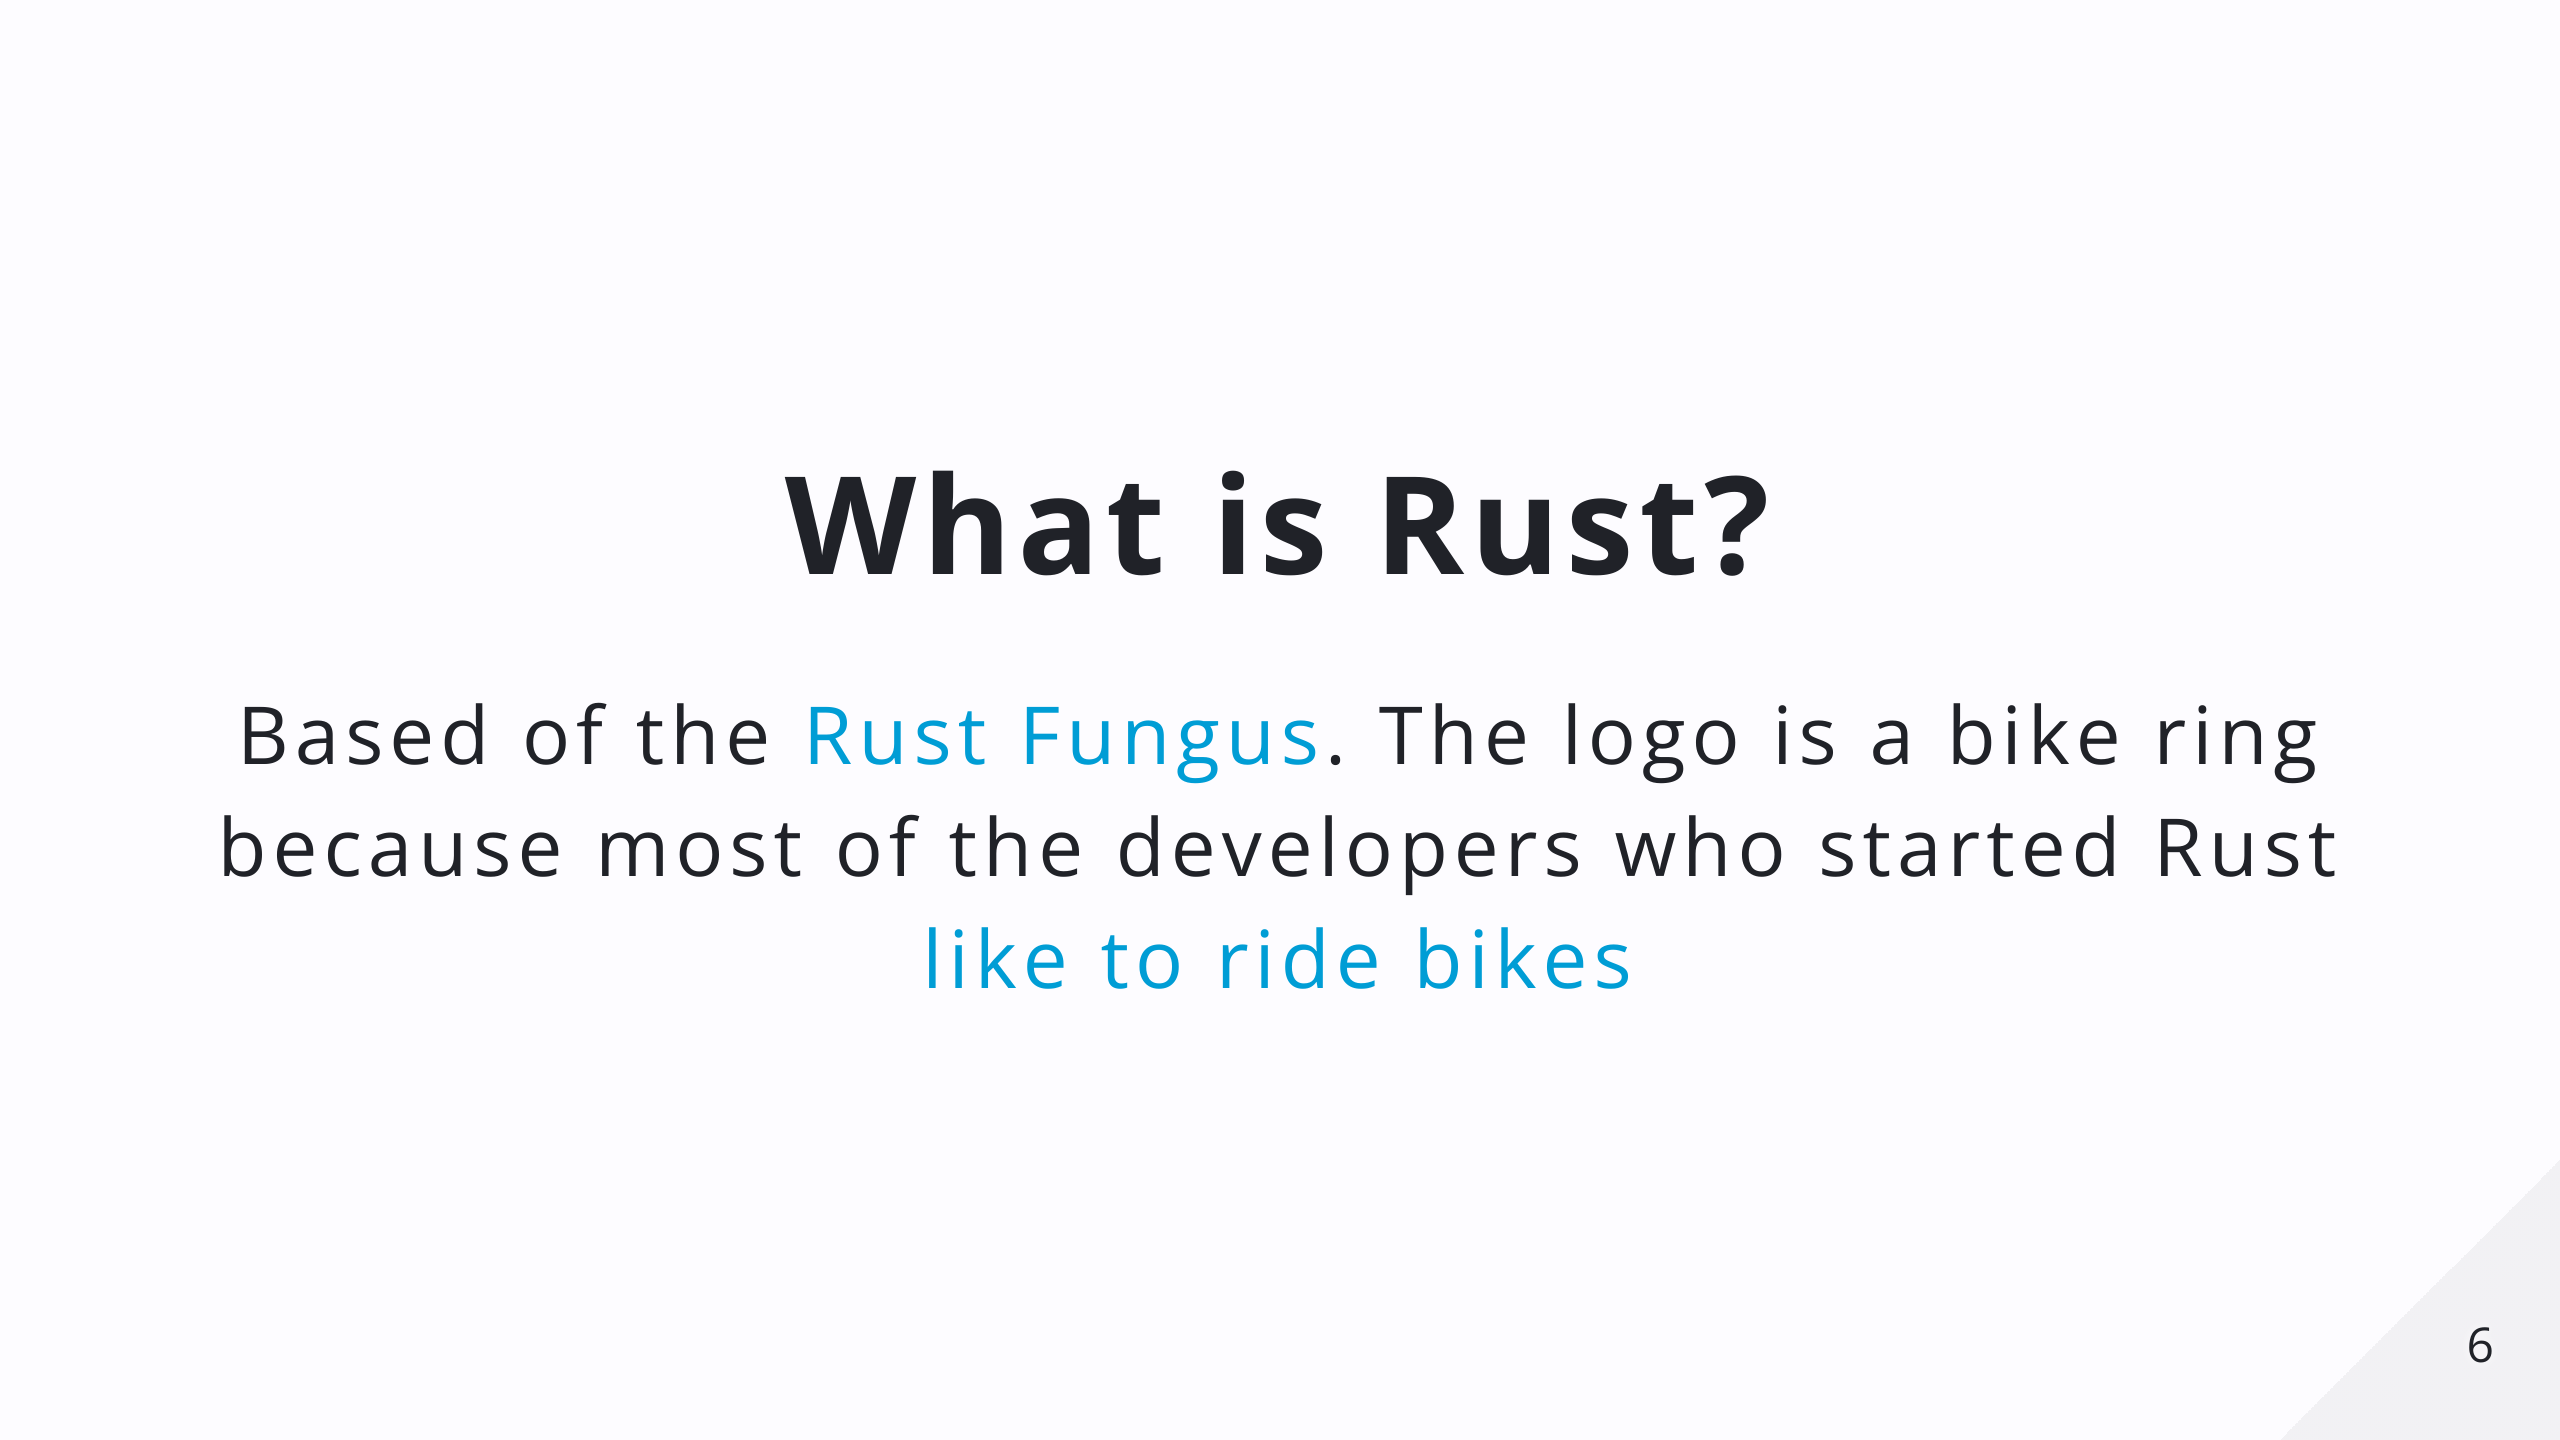 What is Rust?
Based of the Rust Fungus. The logo is a bike ring
because most of the developers who started Rust
like to ride bikes
6